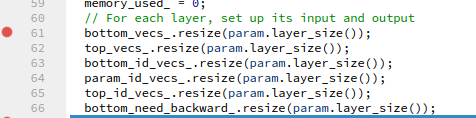 59 memory_used_ = 0;
60 // For each layer, set up its input and output
61 bottom_vecs_.resize(param.layer_size());
62 top_vecs_.resize(param.layer_size());
63 bottom_id_vecs_.resize(param.layer_size());
64 param_id_vecs_.resize(param.layer_size());
65 top_id_vecs_.resize(param.layer_size());
66 bottom_need_backward_.resize(param.layer_size());